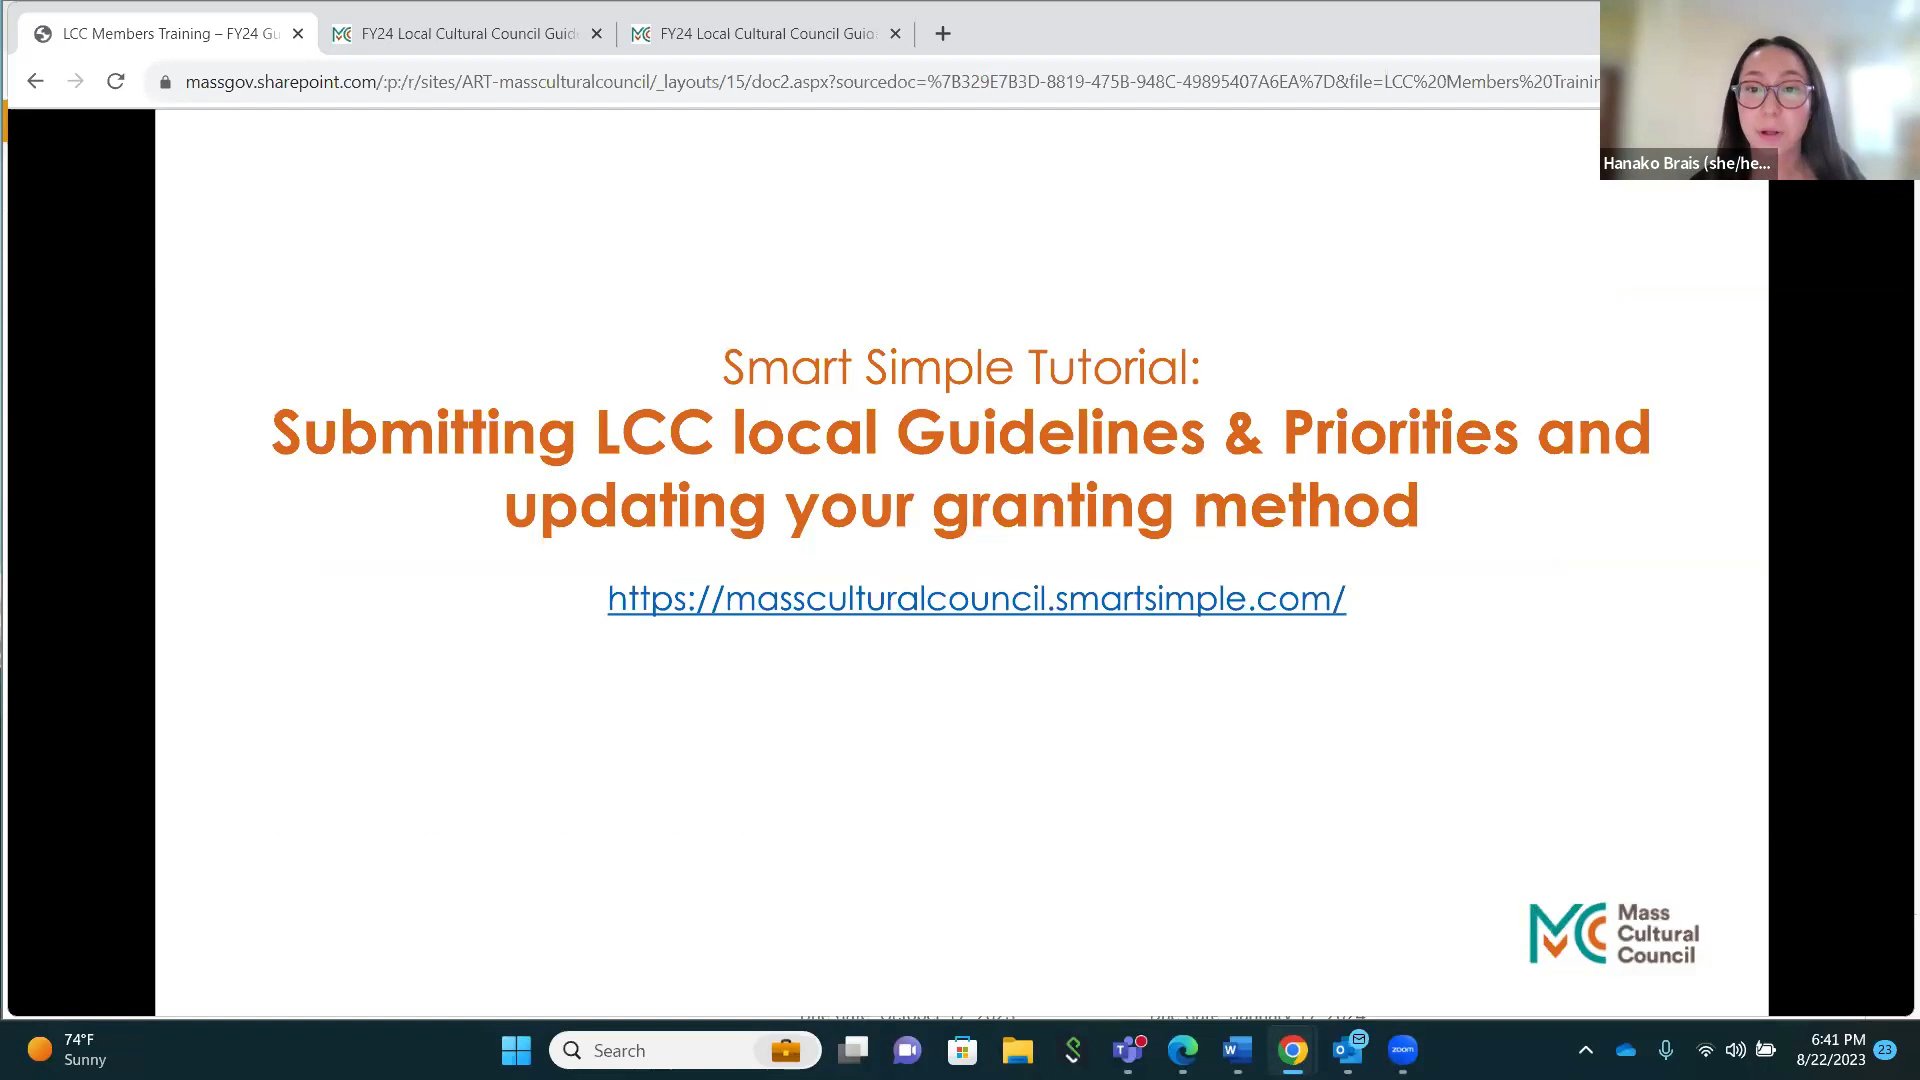 LCC Members Training – FY24 Gu
FY24 Local Cultural Council Guid
FY24 Local Cultural Council Guid
massgov.sharepoint.com/:p:/r/sites/ART-massculturalcouncil/_layouts/15/doc2.aspx?sourcedoc=%7B329E7B3D-8819-475B-948C-49895407A6EA%7D&file=LCC%20Members%20Trainin
Hanako Brais (she/he...
Smart Simple Tutorial:
Submitting LCC local Guidelines & Priorities and
updating your granting method
https://massculturalcouncil.smartsimple.com/
Mass
Cultural
Council
74°F
Sunny
Search
zoom
6:41 PM
8/22/2023
23